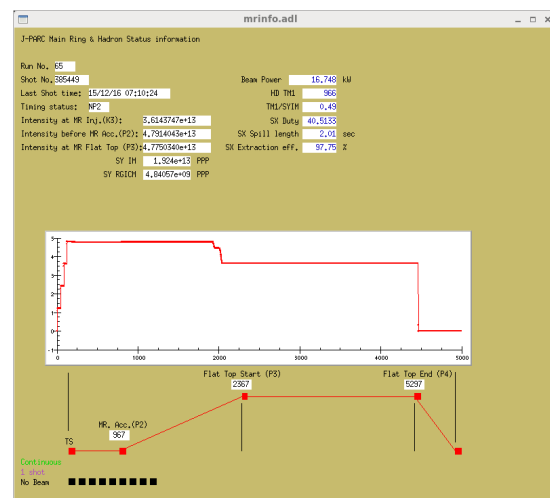 mrinfo.adl
J-PARC Main Ring & Hadron Status information
Run No. 65
Shot No. 385449
Last Shot time: 15/12/16 07:10:24
Timing status: NP2
Intensity at MR Inj.(K3): 3.6143747e+13
Intensity before MR Acc.(P2): 4.7914043e+13
Intensity at MR Flat Top (P3): 4.7750340e+13
SY IM 1.924e+13 PPP
SY RGICM 4.84057e+09 PPP
Beam Power 16.748 kW
HD TM1 966
TM1/SYIM 0.49
SX Duty 40.5133
SX Spill length 2.01 sec
SX Extraction eff. 97.75 %
5
4
3
2
1
0
-1
0 1000 2000 3000 4000 5000
Flat Top Start (P3) Flat Top End (P4)
2367 5297
MR. Acc.(P2)
967
TS
Continuous
1 shot
No Beam